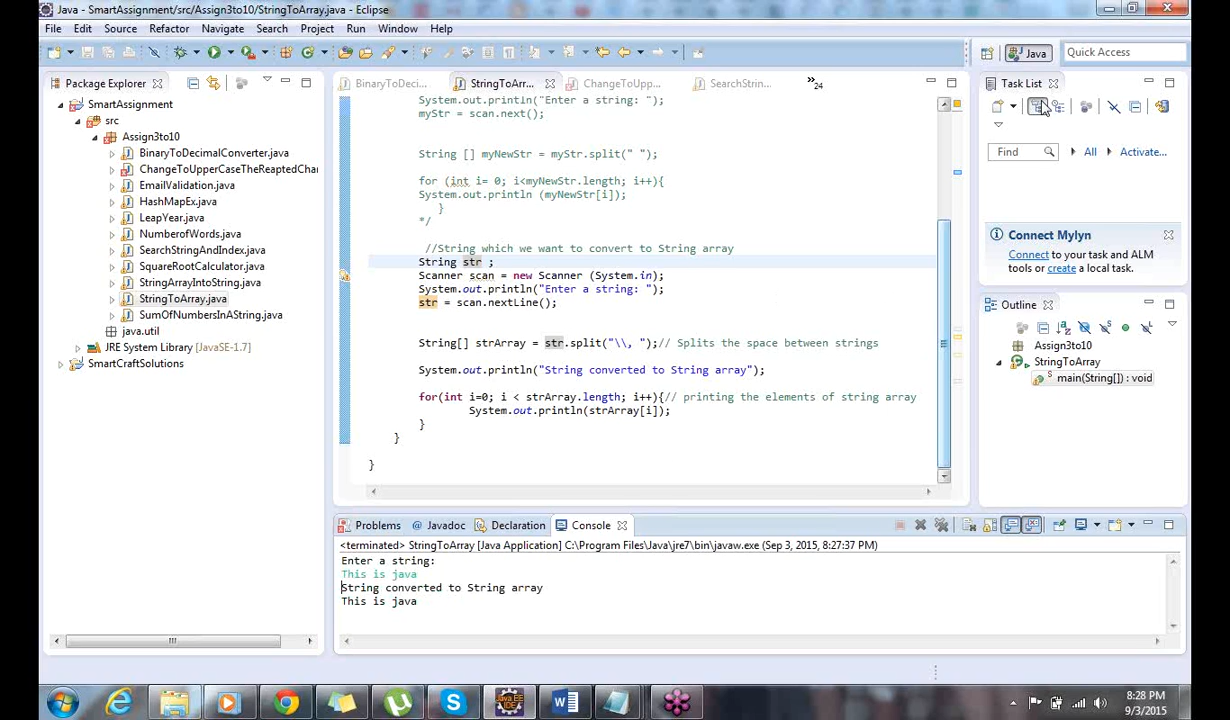 Java - SmartAssignment/src/Assign3to10/StringToArray.java - Eclipse
File Edit Source Refactor Navigate Search Project Run Window Help
Java
Quick Access
Package Explorer
BinaryToDeci...
StringToArr...
ChangeToUpp...
SearchStrin...
24
Task List
SmartAssignment
src
Assign3to10
BinaryToDecimalConverter.java
ChangeToUpperCaseTheReaptedChar
EmailValidation.java
HashMapEx.java
LeapYear.java
NumberofWords.java
SearchStringAndIndex.java
SquareRootCalculator.java
StringArrayIntoString.java
StringToArray.java
SumOfNumbersInAString.java
java.util
JRE System Library [JavaSE-1.7]
SmartCraftSolutions
System.out.println("Enter a string: ");
myStr = scan.next();
String [] myNewStr = myStr.split(" ");
for (int i= 0; i<myNewStr.length; i++){
System.out.println (myNewStr[i]);
}
*/
//String which we want to convert to String array
String str ;
Scanner scan = new Scanner (System.in);
System.out.println("Enter a string: ");
str = scan.nextLine();
String[] strArray = str.split("\\, ");// Splits the space between strings
System.out.println("String converted to String array");
for(int i=0; i < strArray.length; i++){// printing the elements of string array
System.out.println(strArray[i]);
}
}
}
Find
All
Activate...
Connect Mylyn
Connect to your task and ALM
tools or create a local task.
Outline
Assign3to10
StringToArray
main(String[]) : void
Problems
@ Javadoc
Declaration
Console
<terminated> StringToArray [Java Application] C:\Program Files\Java\jre7\bin\javaw.exe (Sep 3, 2015, 8:27:37 PM)
Enter a string:
This is java
String converted to String array
This is java
8:28 PM
9/3/2015